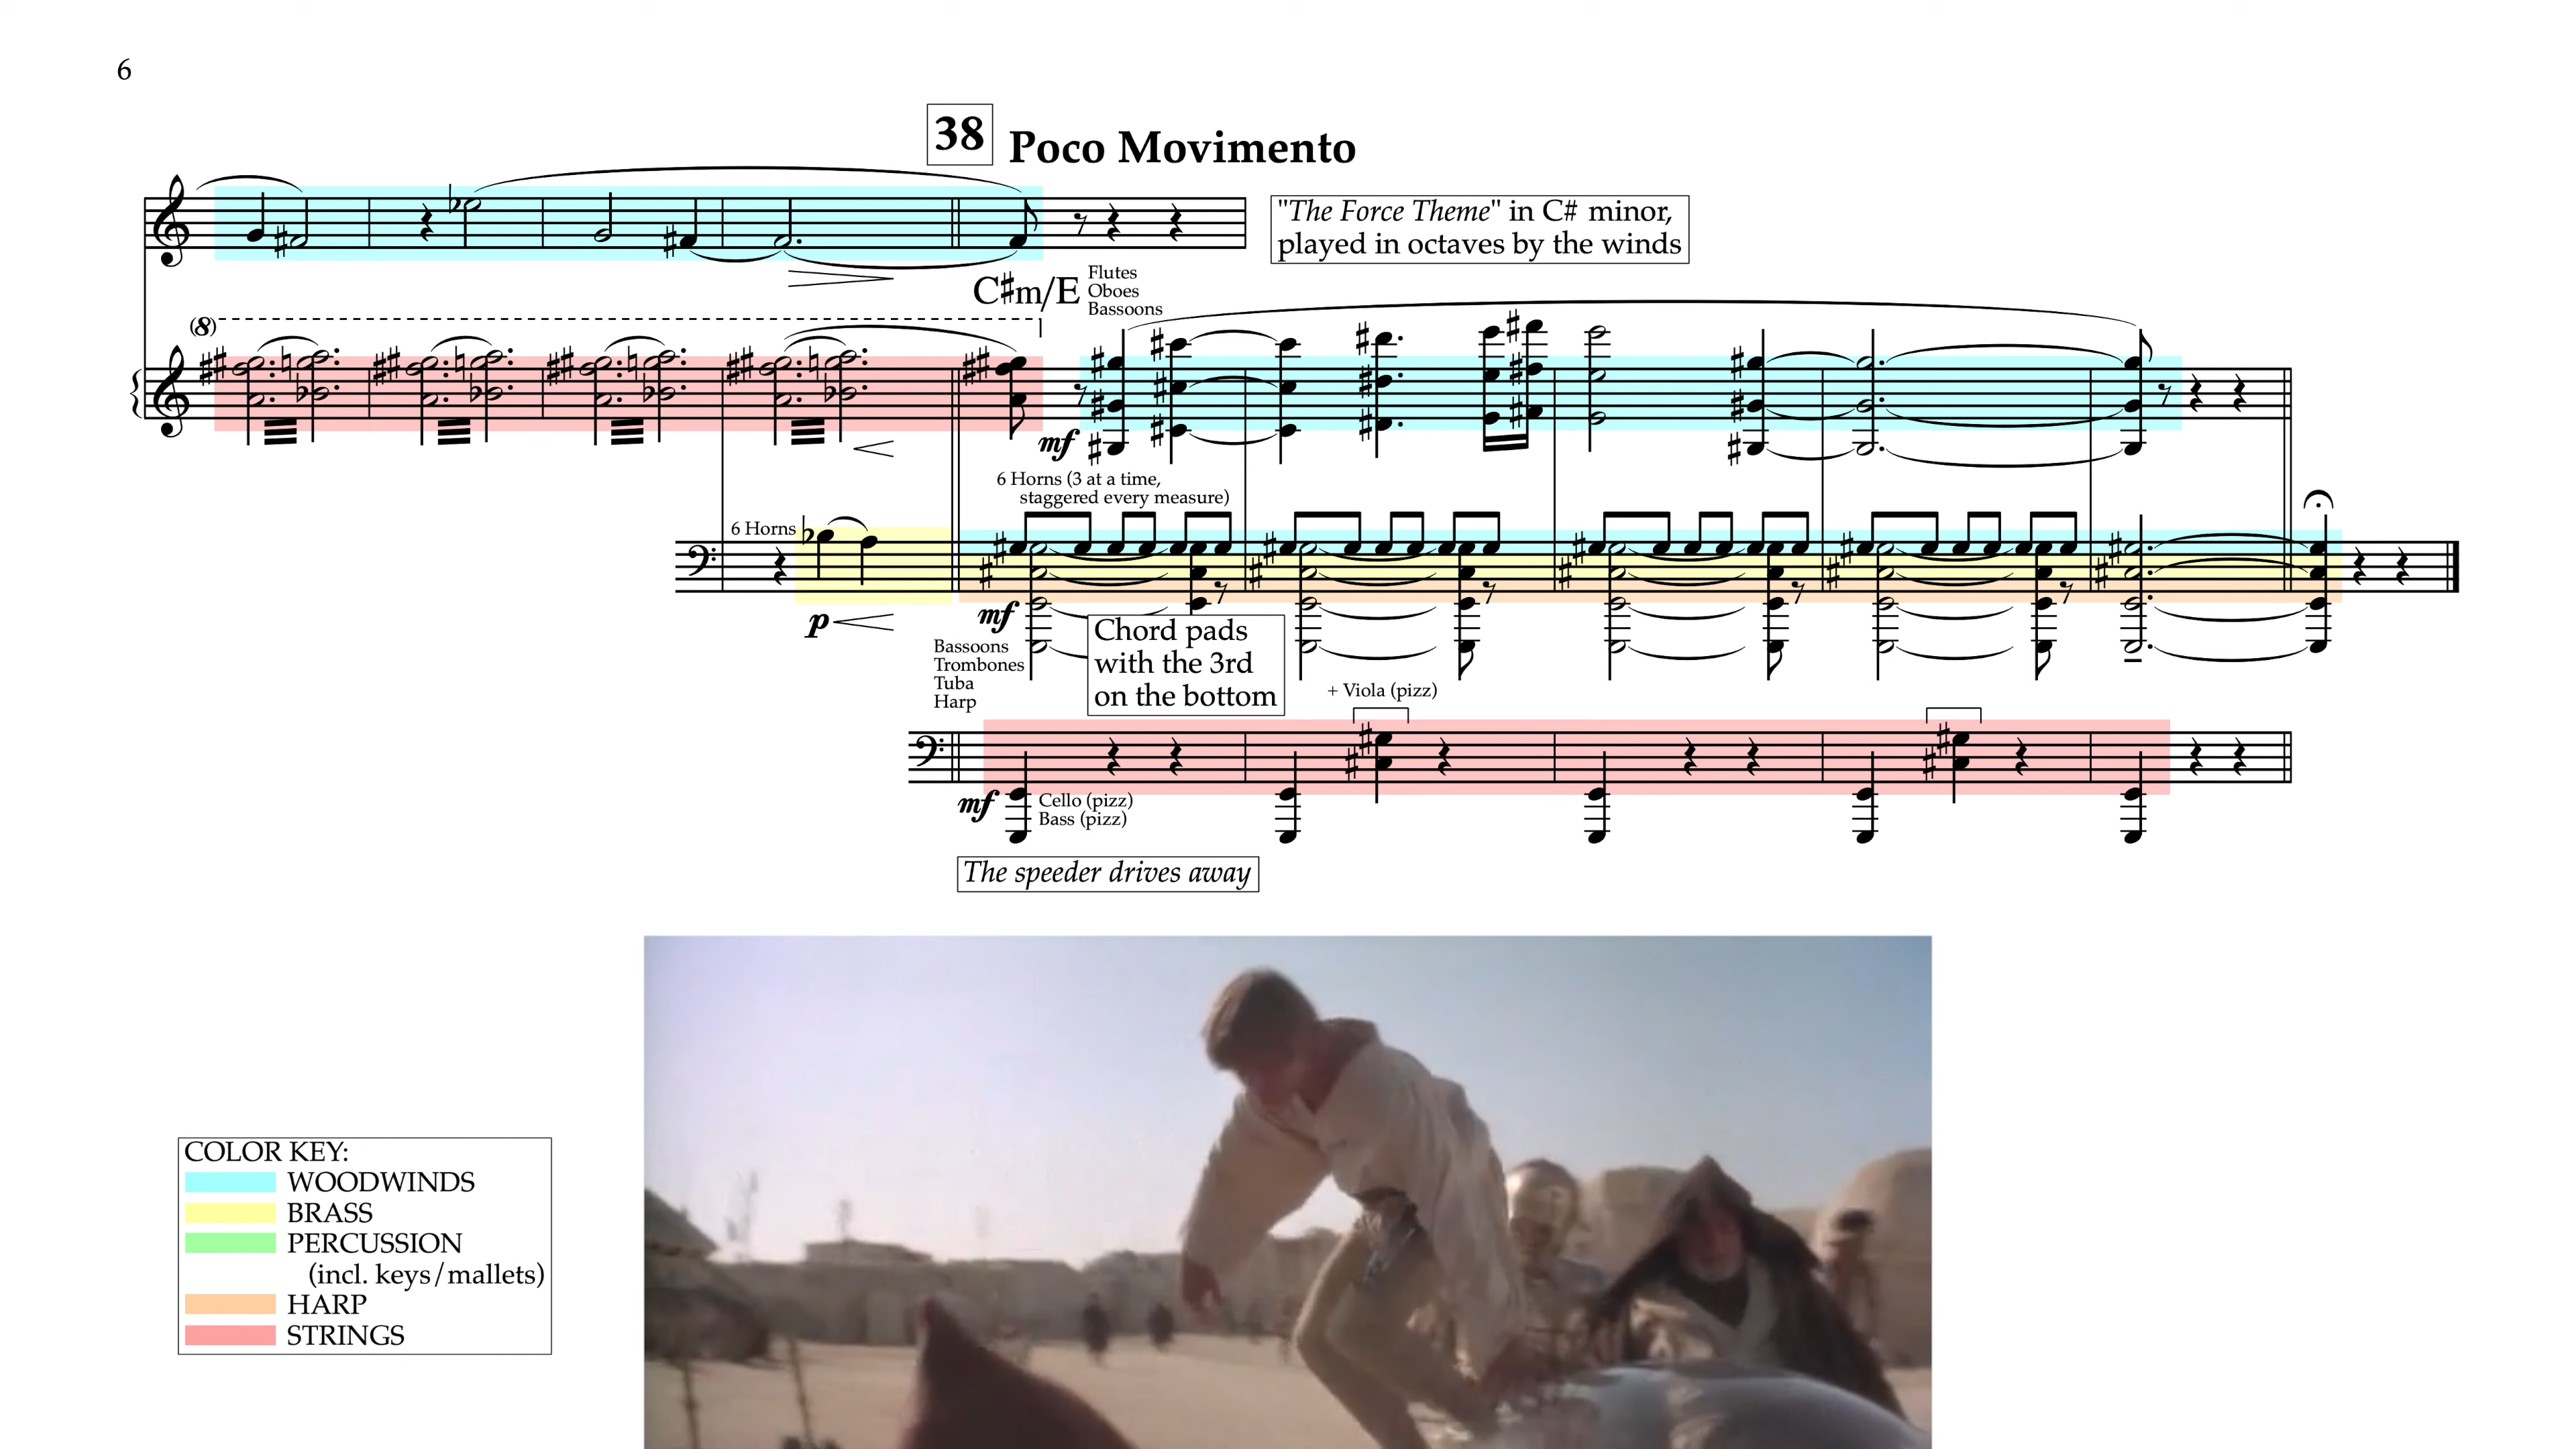 6
38 Poco Movimento
"The Force Theme" in C# minor,
played in octaves by the winds
C♯m/E
Flutes
Oboes
Bassoons
(8)
mf
6 Horns (3 at a time,
staggered every measure)
6 Horns
p
mf
Bassoons
Trombones
Tuba
Harp
Chord pads
with the 3rd
on the bottom
+ Viola (pizz)
mf
Cello (pizz)
Bass (pizz)
The speeder drives away
COLOR KEY:
WOODWINDS
BRASS
PERCUSSION
(incl. keys/mallets)
HARP
STRINGS